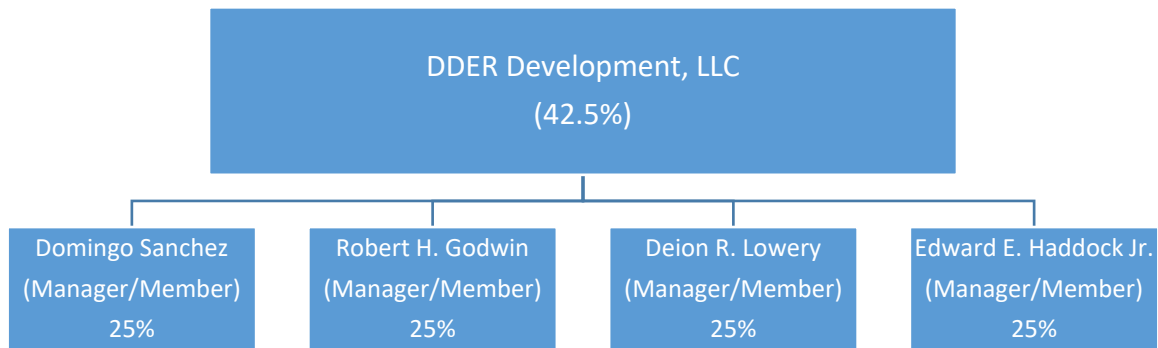 DDER Development, LLC
(42.5%)
Domingo Sanchez
(Manager/Member)
25%
Robert H. Godwin
(Manager/Member)
25%
Deion R. Lowery
(Manager/Member)
25%
Edward E. Haddock Jr.
(Manager/Member)
25%